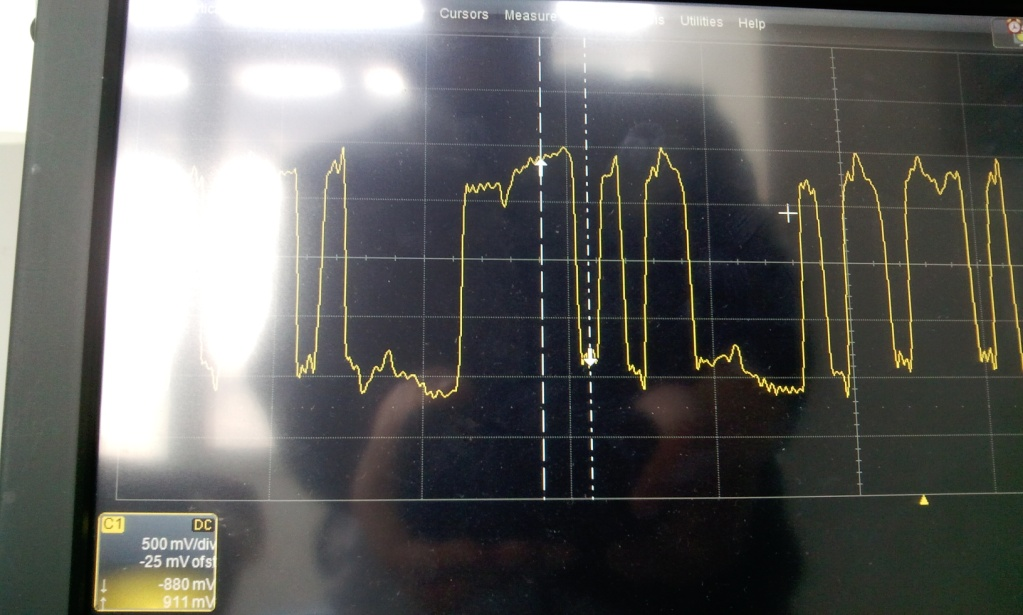 Cursors Measure Utilities Help
C1 DC
500 mV/div
-25 mV ofst
-880 mV
911 mV